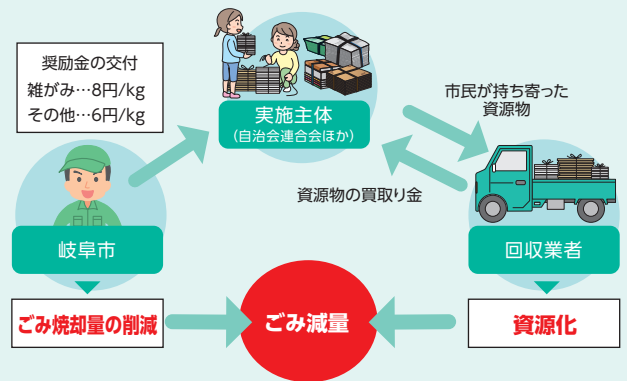 奨励金の交付
雑がみ…8円/kg
その他…6円/kg
実施主体
(自治会連合会ほか)
市民が持ち寄った
資源物
資源物の買取り金
岐阜市
回収業者
ごみ焼却量の削減
ごみ減量
資源化